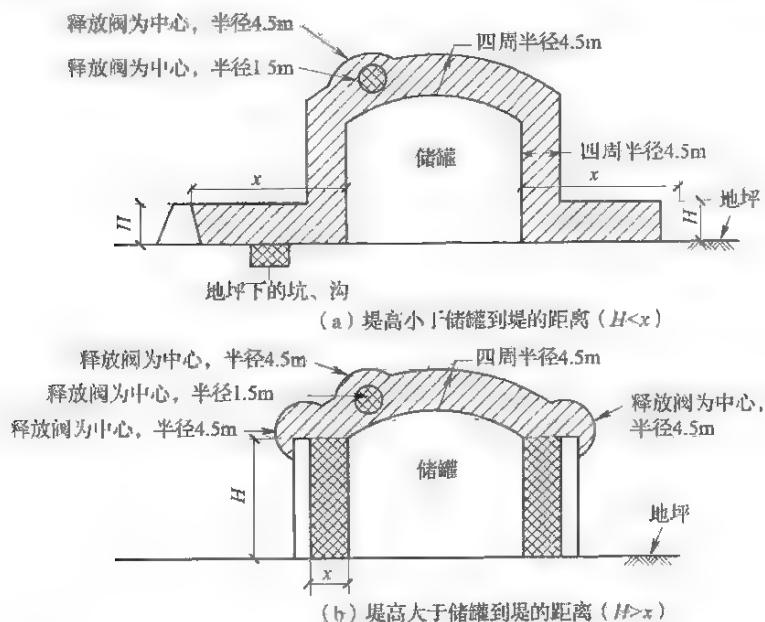 释放阀为中心，半径4.5m
四周半径4.5m
释放阀为中心，半径1.5m
储罐
四周半径4.5m
x
x
H
H
地坪
地坪下的坑、沟
（a）堤高小于储罐到堤的距离（H<x）
释放阀为中心，半径4.5m
四周半径4.5m
释放阀为中心，半径1.5m
释放阀为中心，
半径4.5m
释放阀为中心，半径4.5m
储罐
H
地坪
x
（b）堤高大于储罐到堤的距离（H>x）